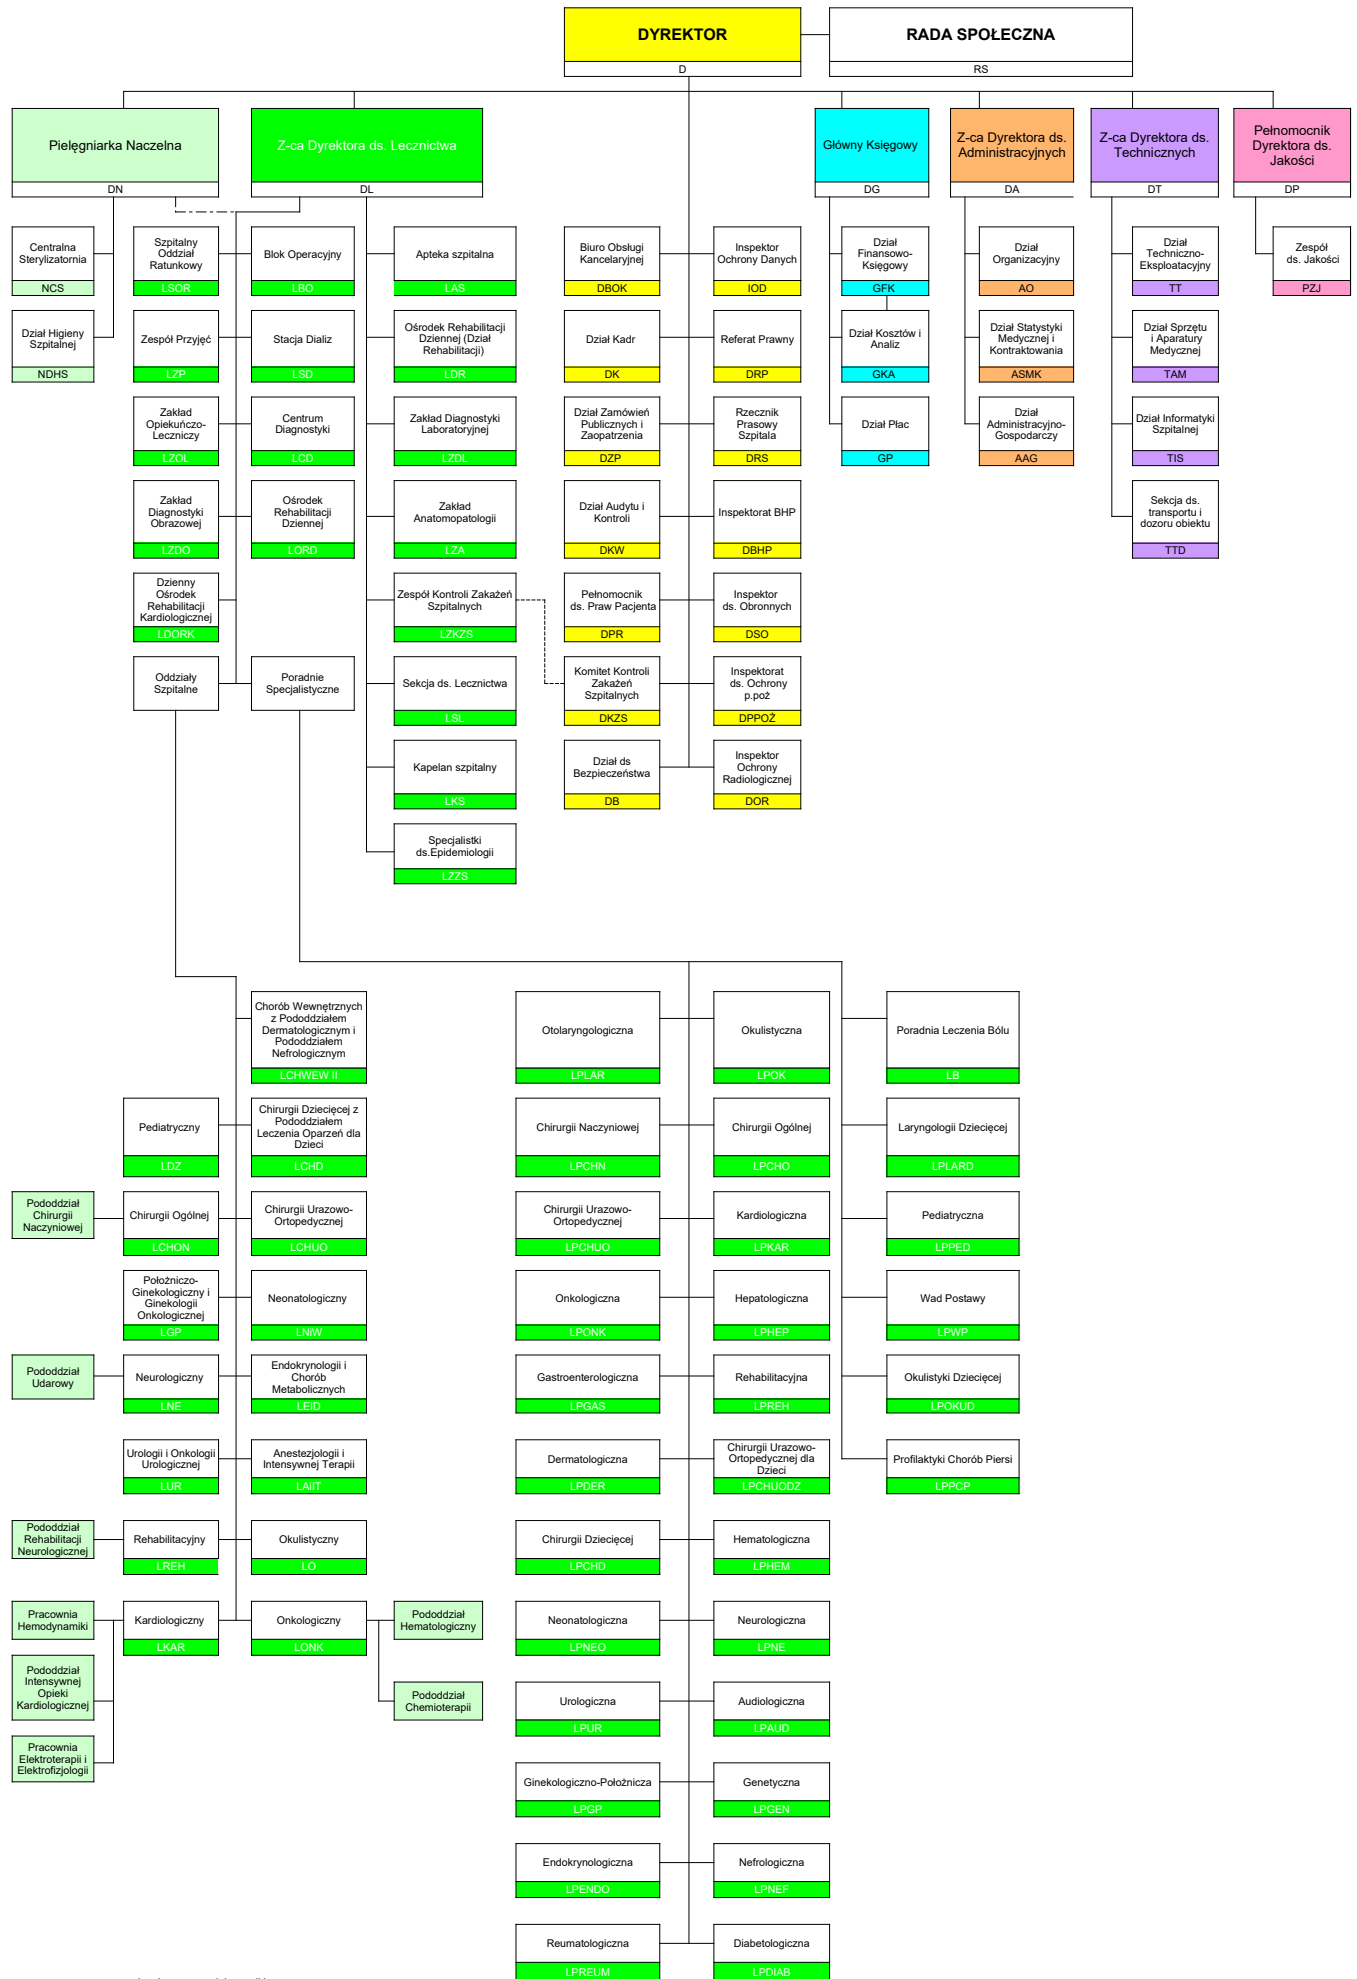 DYREKTOR
D
RADA SPOŁECZNA
RS
Pielęgniarka Naczelna
DN
Z-ca Dyrektora ds. Lecznictwa
DL
Główny Księgowy
DG
Z-ca Dyrektora ds.
Administracyjnych
DA
Z-ca Dyrektora ds.
Technicznych
DT
Pełnomocnik
Dyrektora ds.
Jakości
DP
Centralna
Sterylizatornia
NCS
Szpitalny
Oddział
Ratunkowy
LSOR
Blok Operacyjny
LBO
Apteka szpitalna
LAS
Biuro Obsługi
Kancelaryjnej
DBOK
Inspektor
Ochrony Danych
IOD
Dział
Finansowo-
Księgowy
GFK
Dział
Organizacyjny
AO
Dział
Techniczno-
Eksploatacyjny
TT
Zespół
ds. Jakości
PZJ
Dział Higieny
Szpitalnej
NDHS
Zespół Przyjęć
LZP
Stacja Dializ
LSD
Ośrodek Rehabilitacji
Dziennej (Dział
Rehabilitacji)
LDR
Dział Kadr
DK
Referat Prawny
DRP
Dział Kosztów i
Analiz
GKA
Dział Statystyki
Medycznej i
Kontraktowania
ASMK
Dział Sprzętu
i Aparatury
Medycznej
TAM
Zakład
Opiekuńczo-
Leczniczy
LZOL
Centrum
Diagnostyki
LCD
Zakład Diagnostyki
Laboratoryjnej
LZDL
Dział Zamówień
Publicznych i
Zaopatrzenia
DZP
Rzecznik
Prasowy
Szpitala
DRS
Dział Płac
GP
Dział
Administracyjno-
Gospodarczy
AAG
Dział Informatyki
Szpitalnej
TIS
Zakład
Diagnostyki
Obrazowej
LZDO
Ośrodek
Rehabilitacji
Dziennej
LORD
Zakład
Anatomopatologii
LZA
Dział Audytu i
Kontroli
DKW
Inspektorat BHP
DBHP
Sekcja ds.
transportu i
dozoru obiektu
TTD
Dzienny
Ośrodek
Rehabilitacji
Kardiologicznej
LDORK
Zespół Kontroli Zakażeń
Szpitalnych
LZKZS
Pełnomocnik
ds. Praw Pacjenta
DPR
Inspektor
ds. Obronnych
DSO
Oddziały
Szpitalne
Poradnie
Specjalistyczne
Sekcja ds. Lecznictwa
LSL
Komitet Kontroli
Zakażeń
Szpitalnych
DKZS
Inspektorat
ds. Ochrony
p.poż
DPPOŻ
Kapelan szpitalny
LKS
Dział ds
Bezpieczeństwa
DB
Inspektor
Ochrony
Radiologicznej
DOR
Specjalistki
ds.Epidemiologii
LZZS
Chorób Wewnętrznych
z Pododdziałem
Dermatologicznym i
Pododdziałem
Nefrologicznym
LCHWEW II
Otolaryngologiczna
LPLAR
Okulistyczna
LPOK
Poradnia Leczenia Bólu
LB
Pediatryczny
LDZ
Chirurgii Dziecięcej z
Pododdziałem
Leczenia Oparzeń dla
Dzieci
LCHD
Chirurgii Naczyniowej
LPCHN
Chirurgii Ogólnej
LPCHO
Laryngologii Dziecięcej
LPLARD
Pododdział
Chirurgii
Naczyniowej
Chirurgii Ogólnej
LCHON
Chirurgii Urazowo-
Ortopedycznej
LCHUO
Chirurgii Urazowo-
Ortopedycznej
LPCHUO
Kardiologiczna
LPKAR
Pediatryczna
LPPED
Położniczo-
Ginekologiczny i
Ginekologii
Onkologicznej
LGP
Neonatologiczny
LNiW
Onkologiczna
LPONK
Hepatologiczna
LPHEP
Wad Postawy
LPWP
Pododdział
Udarowy
Neurologiczny
LNE
Endokrynologii i
Chorób
Metabolicznych
LEID
Gastroenterologiczna
LPGAS
Rehabilitacyjna
LPREH
Okulistyki Dziecięcej
LPOKUD
Urologii i Onkologii
Urologicznej
LUR
Anestezjologii i
Intensywnej Terapii
LAIIT
Dermatologiczna
LPDER
Chirurgii Urazowo-
Ortopedycznej dla
Dzieci
LPCHUODZ
Profilaktyki Chorób Piersi
LPPCP
Pododdział
Rehabilitacji
Neurologicznej
Rehabilitacyjny
LREH
Okulistyczny
LO
Chirurgii Dziecięcej
LPCHD
Hematologiczna
LPHEM
Pracownia
Hemodynamiki
Kardiologiczny
LKAR
Onkologiczny
LONK
Pododdział
Hematologiczny
Neonatologiczna
LPNEO
Neurologiczna
LPNE
Pododdział
Intensywnej
Opieki
Kardiologicznej
Pododdział
Chemioterapii
Urologiczna
LPUR
Audiologiczna
LPAUD
Pracownia
Elektroterapii i
Elektrofizjologii
Ginekologiczno-Położnicza
LPGP
Genetyczna
LPGEN
Endokrynologiczna
LPENDO
Nefrologiczna
LPNEF
Reumatologiczna
LPREUM
Diabetologiczna
LPDIAB